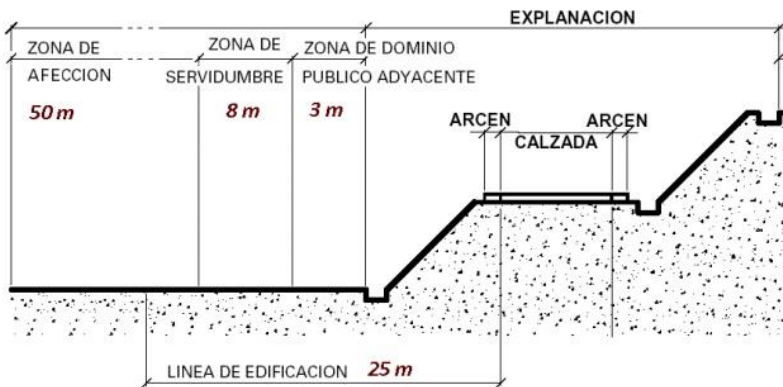 EXPLANACION
ZONA DE AFECCION
50 m
ZONA DE SERVIDUMBRE
8 m
ZONA DE DOMINIO PUBLICO ADYACENTE
3 m
ARCEN
ARCEN
CALZADA
LINEA DE EDIFICACION 25 m